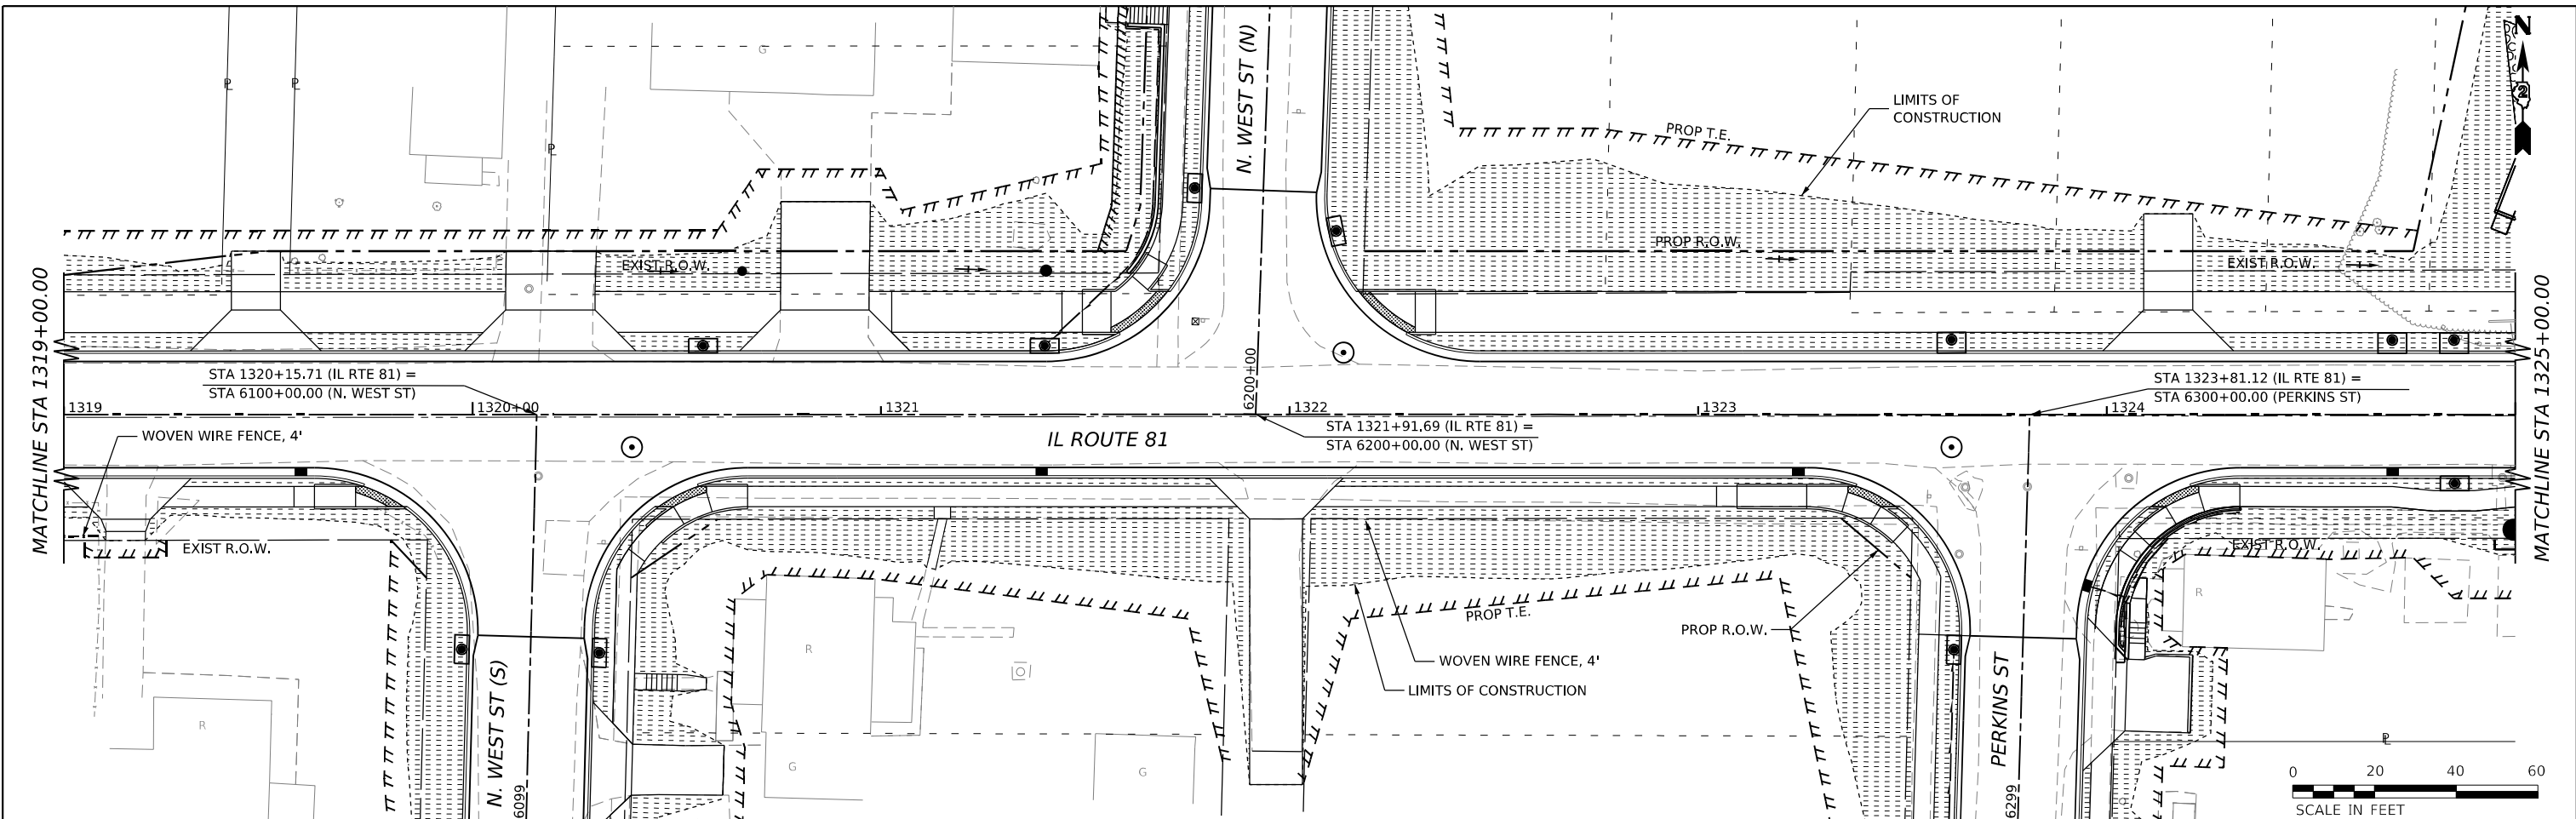 N
2
G
N. WEST ST (N)
LIMITS OF
CONSTRUCTION
PROP T.E.
PL
PL
PL
PROP R.O.W.
EXIST R.O.W.
EXIST R.O.W.
MATCHLINE STA 1319+00.00
MATCHLINE STA 1325+00.00
STA 1320+15.71 (IL RTE 81) =
STA 6100+00.00 (N. WEST ST)
6200+00
STA 1323+81.12 (IL RTE 81) =
STA 6300+00.00 (PERKINS ST)
1319
1320+00
1321
1322
1323
1324
WOVEN WIRE FENCE, 4'
IL ROUTE 81
STA 1321+91.69 (IL RTE 81) =
STA 6200+00.00 (N. WEST ST)
EXIST R.O.W.
EXIST R.O.W.
R
R
PROP T.E.
PROP R.O.W.
WOVEN WIRE FENCE, 4'
LIMITS OF CONSTRUCTION
N. WEST ST (S)
PERKINS ST
R
G
G
PL
6099
6299
0 20 40 60
SCALE IN FEET